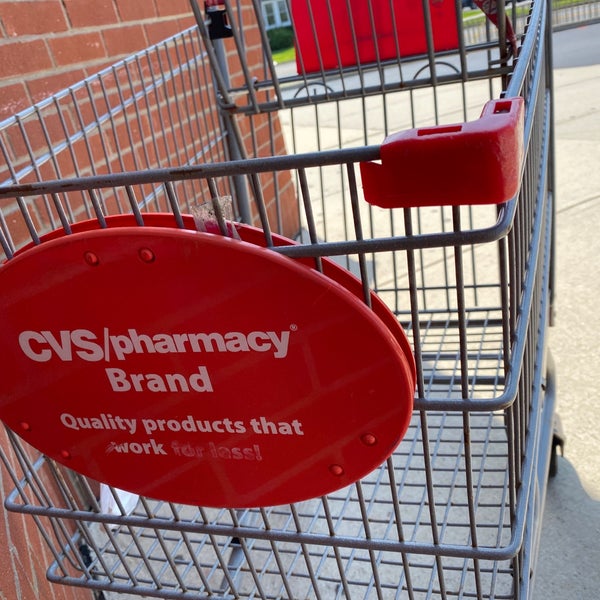 CVS/pharmacy®
Brand
Quality products that
work for less!